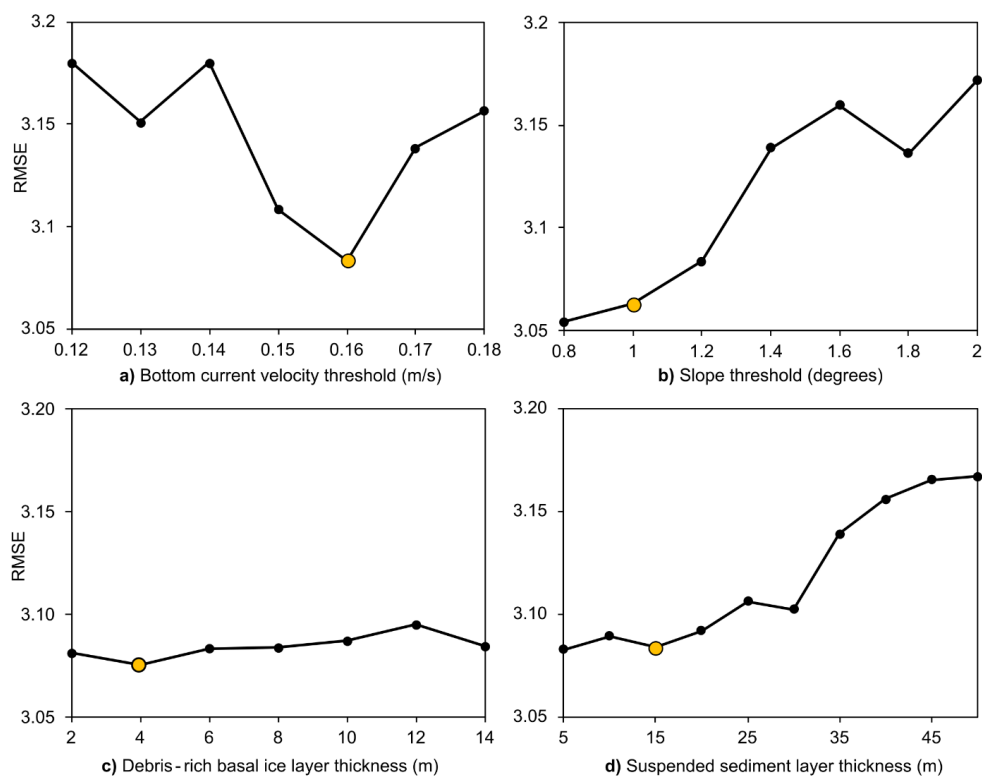 3.2
3.15
3.1
3.05
RMSE
0.12 0.13 0.14 0.15 0.16 0.17 0.18
a) Bottom current velocity threshold (m/s)
3.2
3.15
3.1
3.05
0.8 1 1.2 1.4 1.6 1.8 2
b) Slope threshold (degrees)
3.20
3.15
3.10
3.05
RMSE
2 4 6 8 10 12 14
c) Debris-rich basal ice layer thickness (m)
3.20
3.15
3.10
3.05
5 15 25 35 45
d) Suspended sediment layer thickness (m)